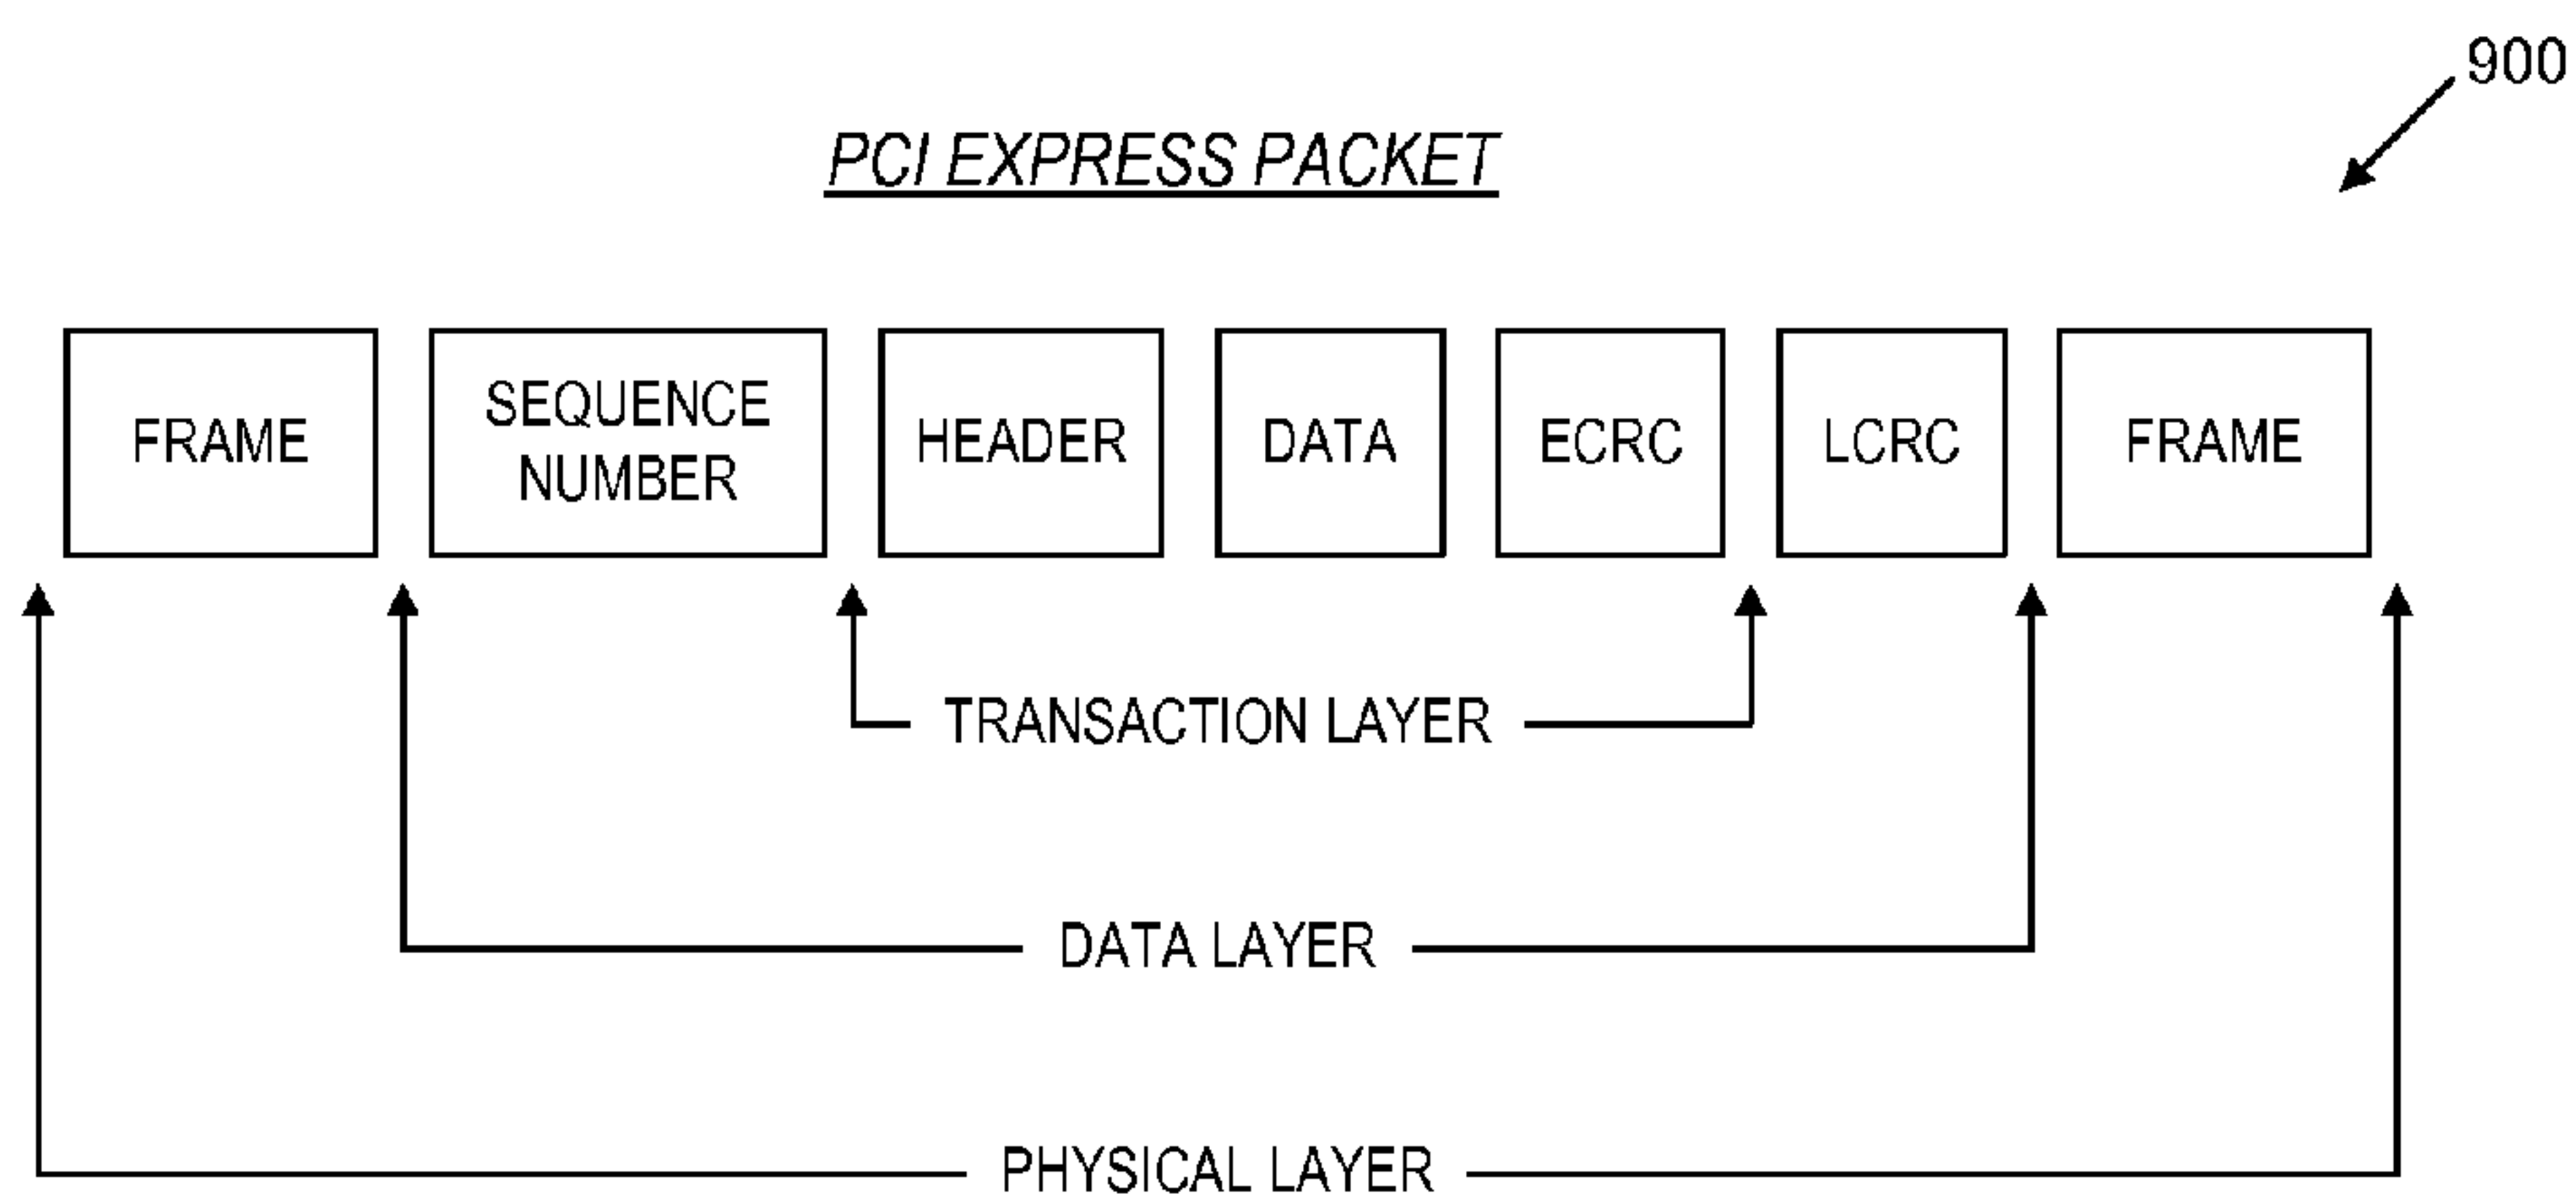 900
PCI EXPRESS PACKET
FRAME
SEQUENCE
NUMBER
HEADER
DATA
ECRC
LCRC
FRAME
TRANSACTION LAYER
DATA LAYER
PHYSICAL LAYER